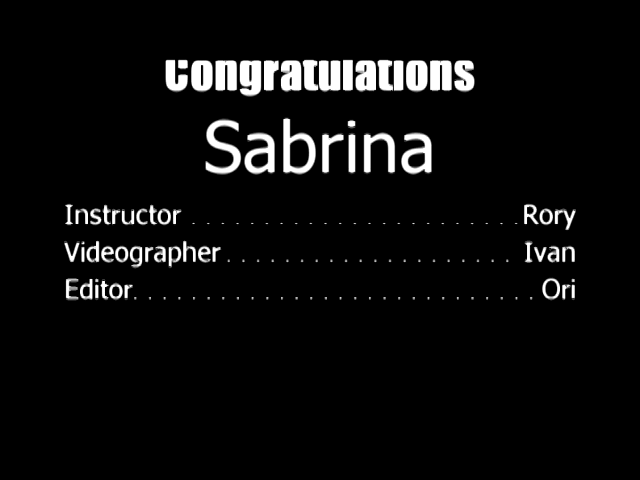 Congratulations
Sabrina
Instructor . . . . . . . . . . . . . . . . . . . . . . . Rory
Videographer . . . . . . . . . . . . . . . . . . . . Ivan
Editor. . . . . . . . . . . . . . . . . . . . . . . . . . . . Ori